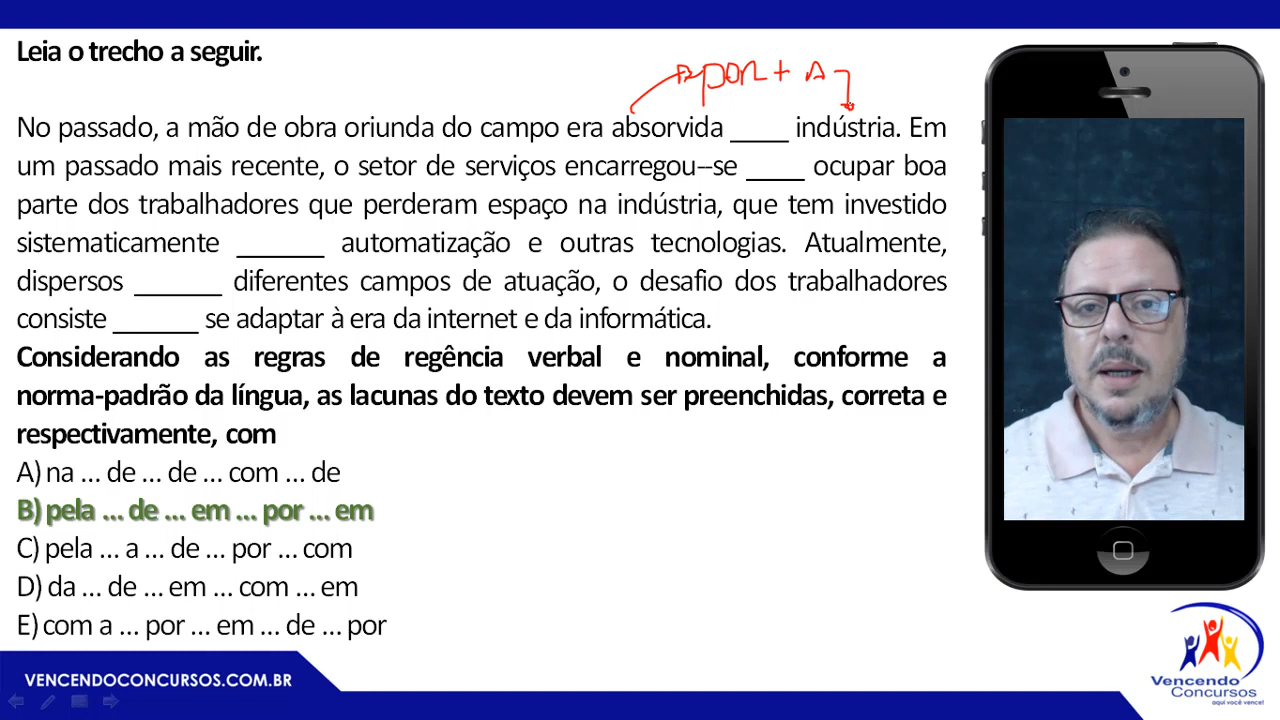 Leia o trecho a seguir.
por + a
No passado, a mão de obra oriunda do campo era absorvida ____ indústria. Em
um passado mais recente, o setor de serviços encarregou--se ____ ocupar boa
parte dos trabalhadores que perderam espaço na indústria, que tem investido
sistematicamente ______ automatização e outras tecnologias. Atualmente,
dispersos ______ diferentes campos de atuação, o desafio dos trabalhadores
consiste ______ se adaptar à era da internet e da informática.
Considerando as regras de regência verbal e nominal, conforme a
norma-padrão da língua, as lacunas do texto devem ser preenchidas, correta e
respectivamente, com
A) na ... de ... de ... com ... de
B) pela ... de ... em ... por ... em
C) pela ... a ... de ... por ... com
D) da ... de ... em ... com ... em
E) com a ... por ... em ... de ... por
VENCENDOCONCURSOS.COM.BR
Vencendo
Concursos
aqui você vence!